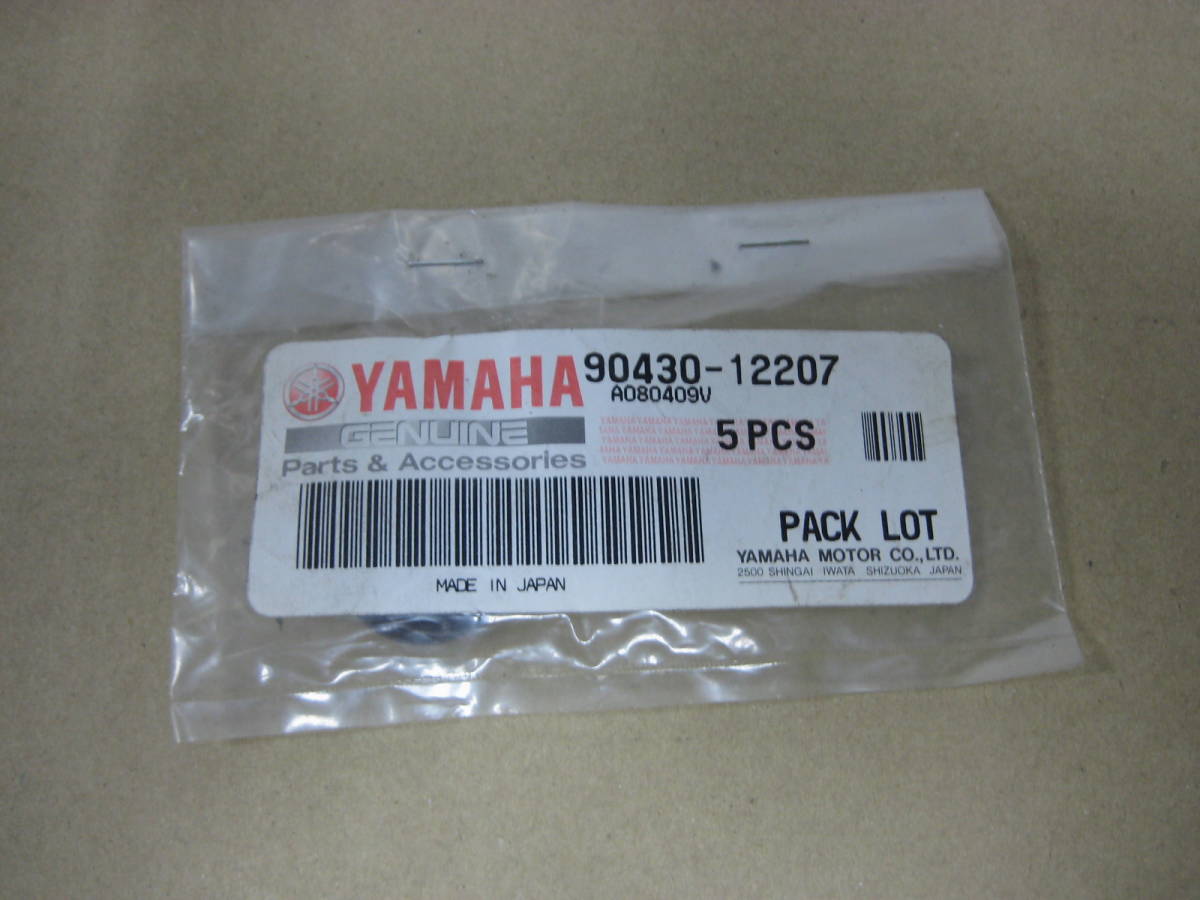 YAMAHA 90430-12207
A080409V
GENUINE
5 PCS
Parts & Accessories
PACK LOT
YAMAHA MOTOR CO.,LTD.
2500 SHINGAI IWATA SHIZUOKA JAPAN
MADE IN JAPAN